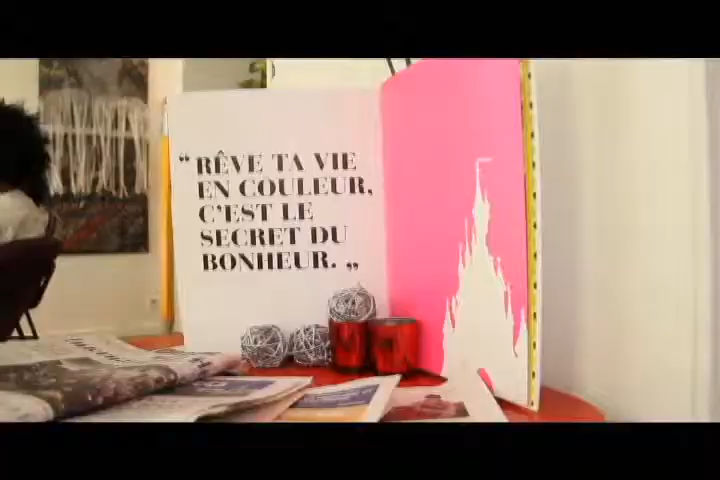 “ RÊVE TA VIE
EN COULEUR,
C'EST LE
SECRET DU
BONHEUR. „